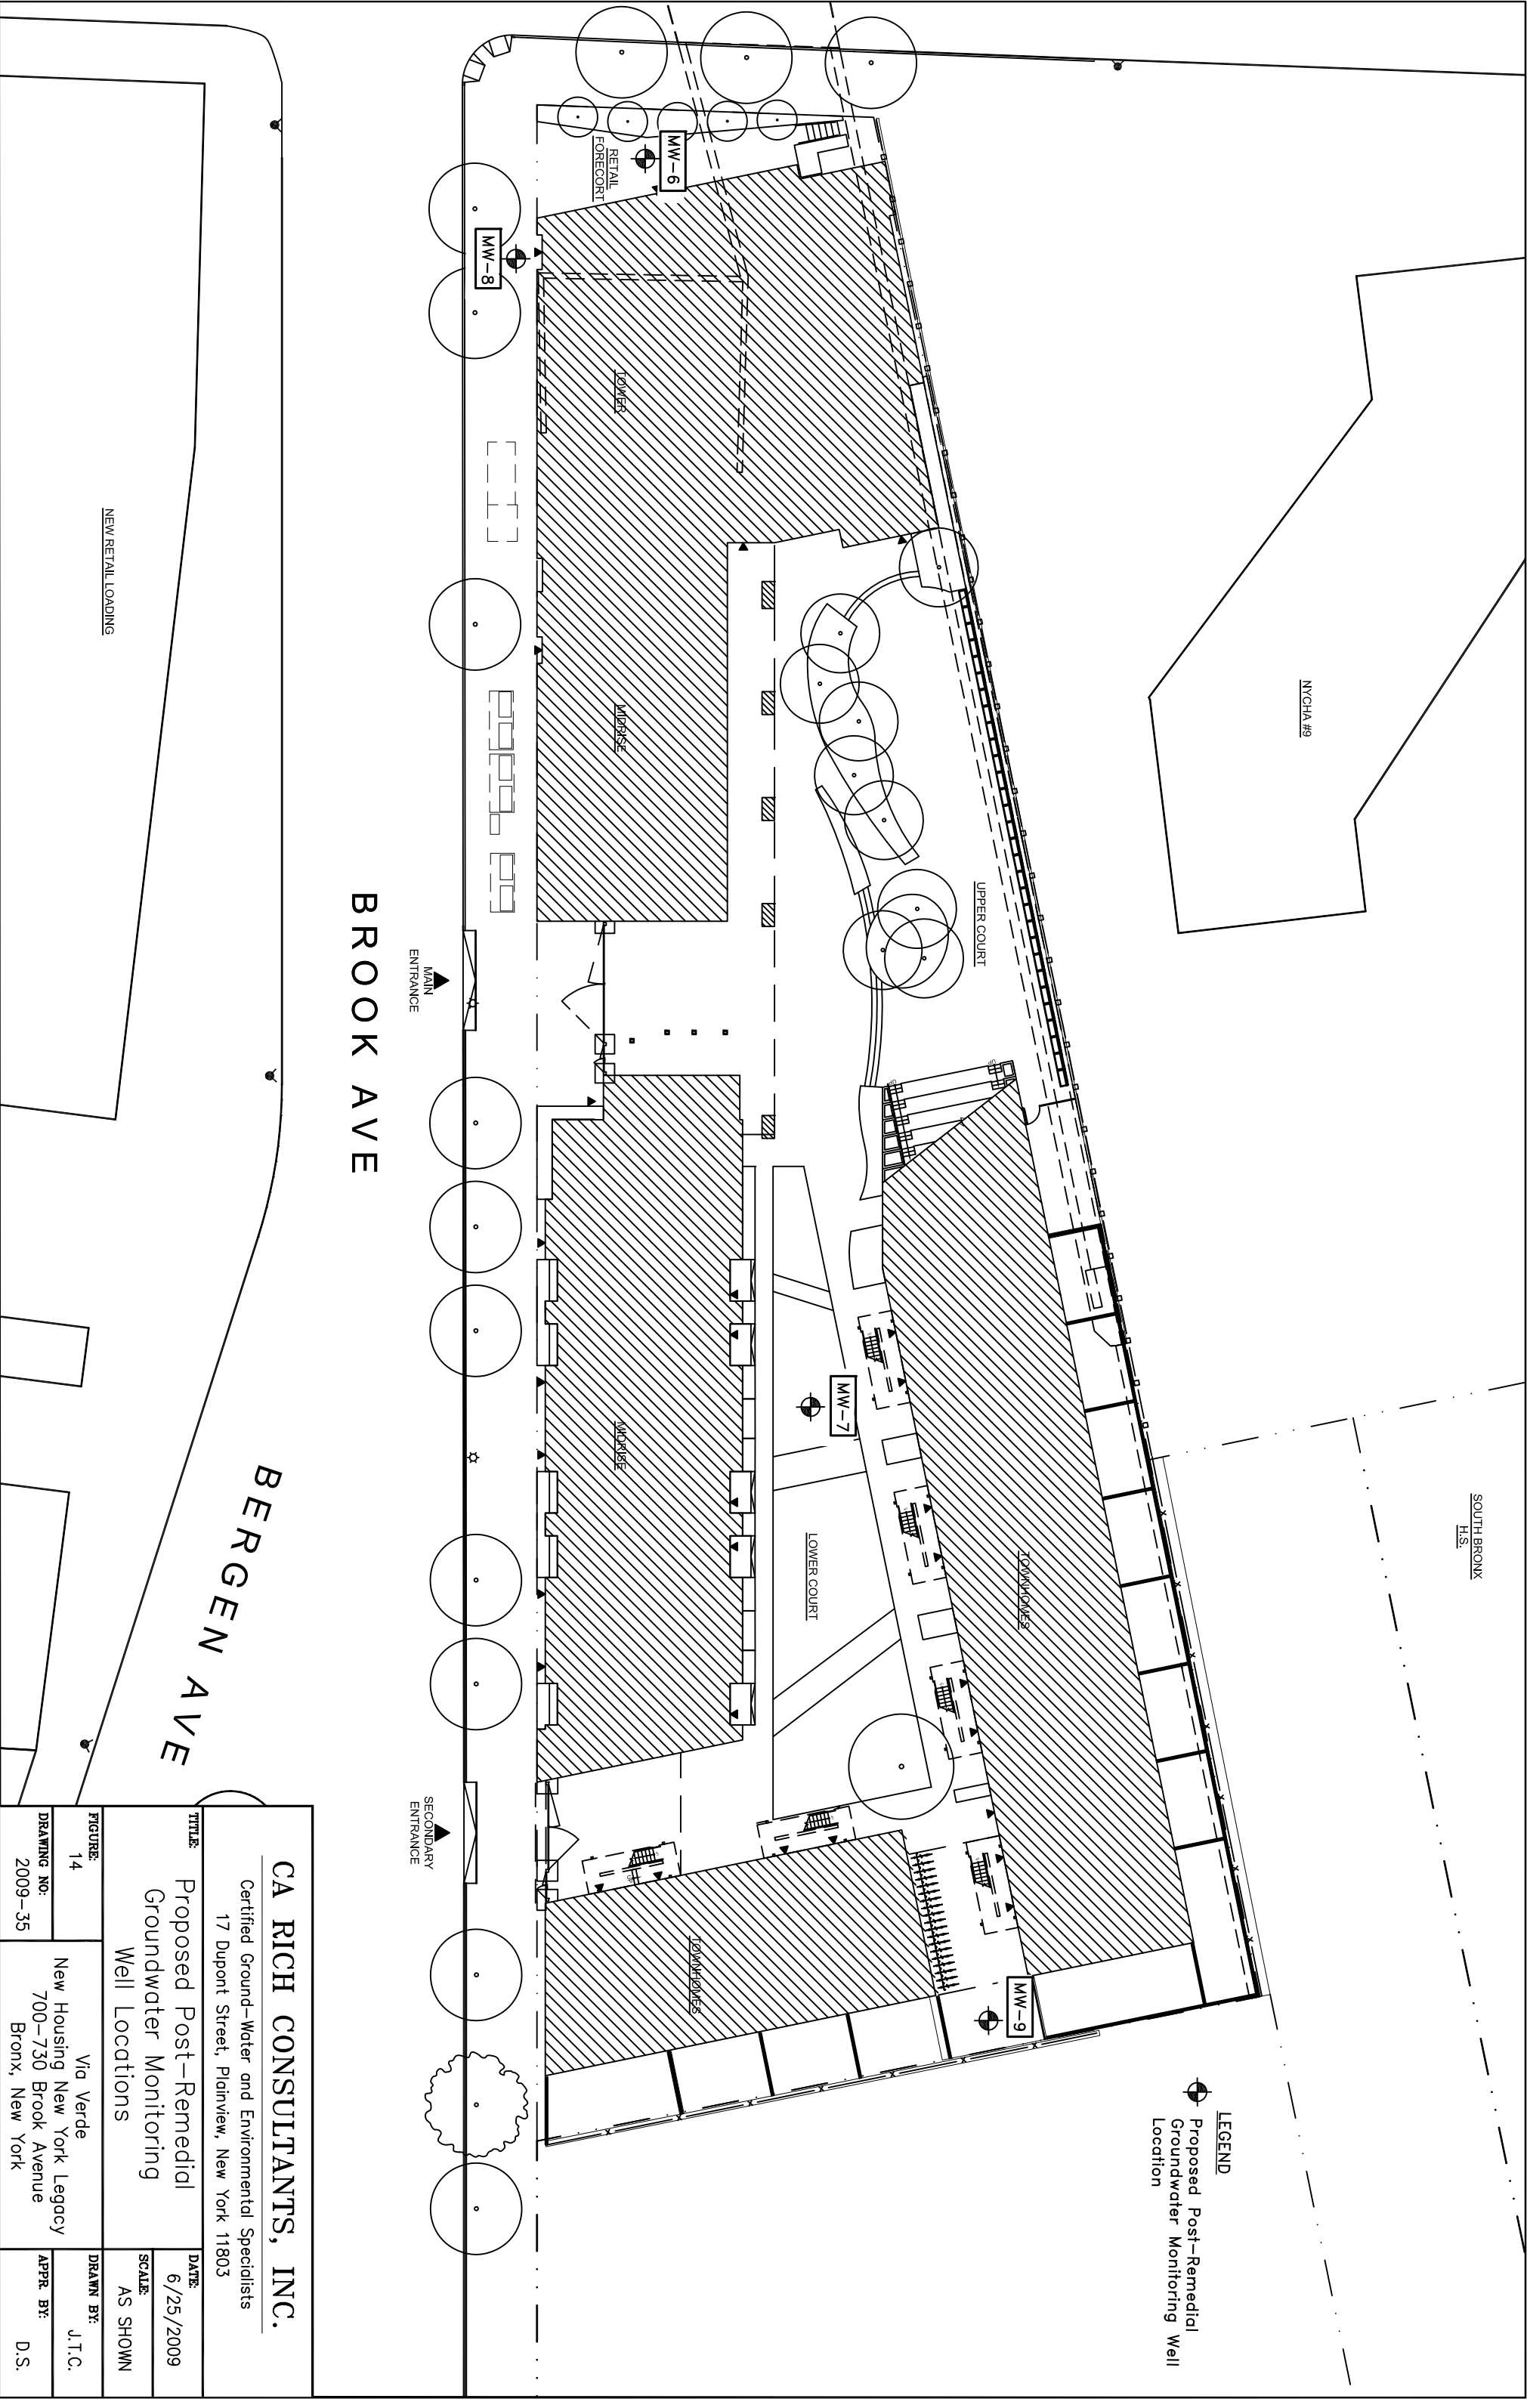 NYCHA #9
SOUTH BRONX
H.S.
UPPER COURT
RETAIL
FORECORT
MW-6
MW-8
TOWER
MIDRISE
MW-7
LOWER COURT
TOWNHOMES
MIDRISE
TOWNHOMES
MW-9
LEGEND
Proposed Post-Remedial
Groundwater Monitoring Well
Location
MAIN
ENTRANCE
SECONDARY
ENTRANCE
BROOK AVE
BERGEN AVE
NEW RETAIL LOADING
CA RICH CONSULTANTS, INC.
Certified Ground-Water and Environmental Specialists
17 Dupont Street, Plainview, New York 11803
TITLE:
Proposed Post-Remedial
Groundwater Monitoring
Well Locations
DATE:
6/25/2009
SCALE:
AS SHOWN
FIGURE:
14
DRAWING NO:
2009-35
Via Verde
New Housing New York Legacy
700-730 Brook Avenue
Bronx, New York
DRAWN BY:
J.T.C.
APPR. BY:
D.S.